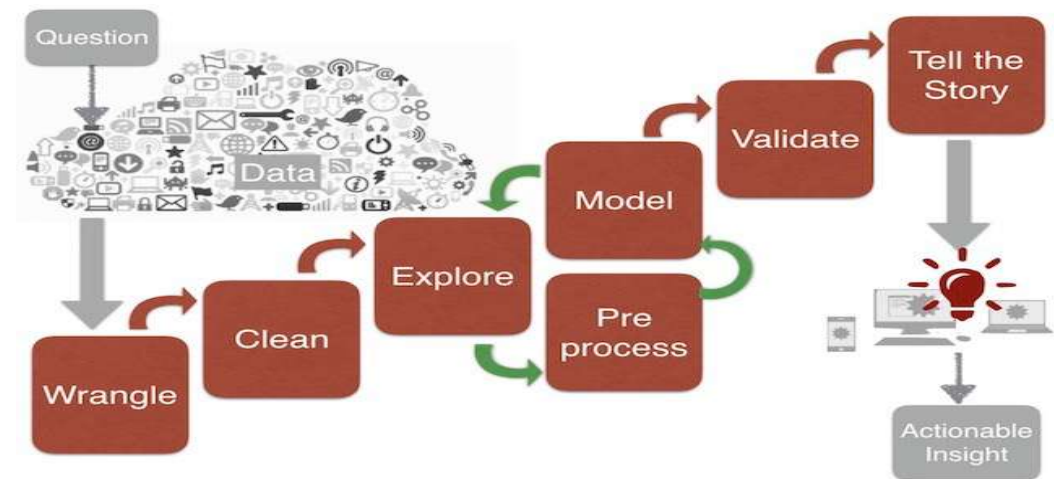 Question
Data
Wrangle
Clean
Explore
Pre
process
Model
Validate
Tell the
Story
Actionable
Insight